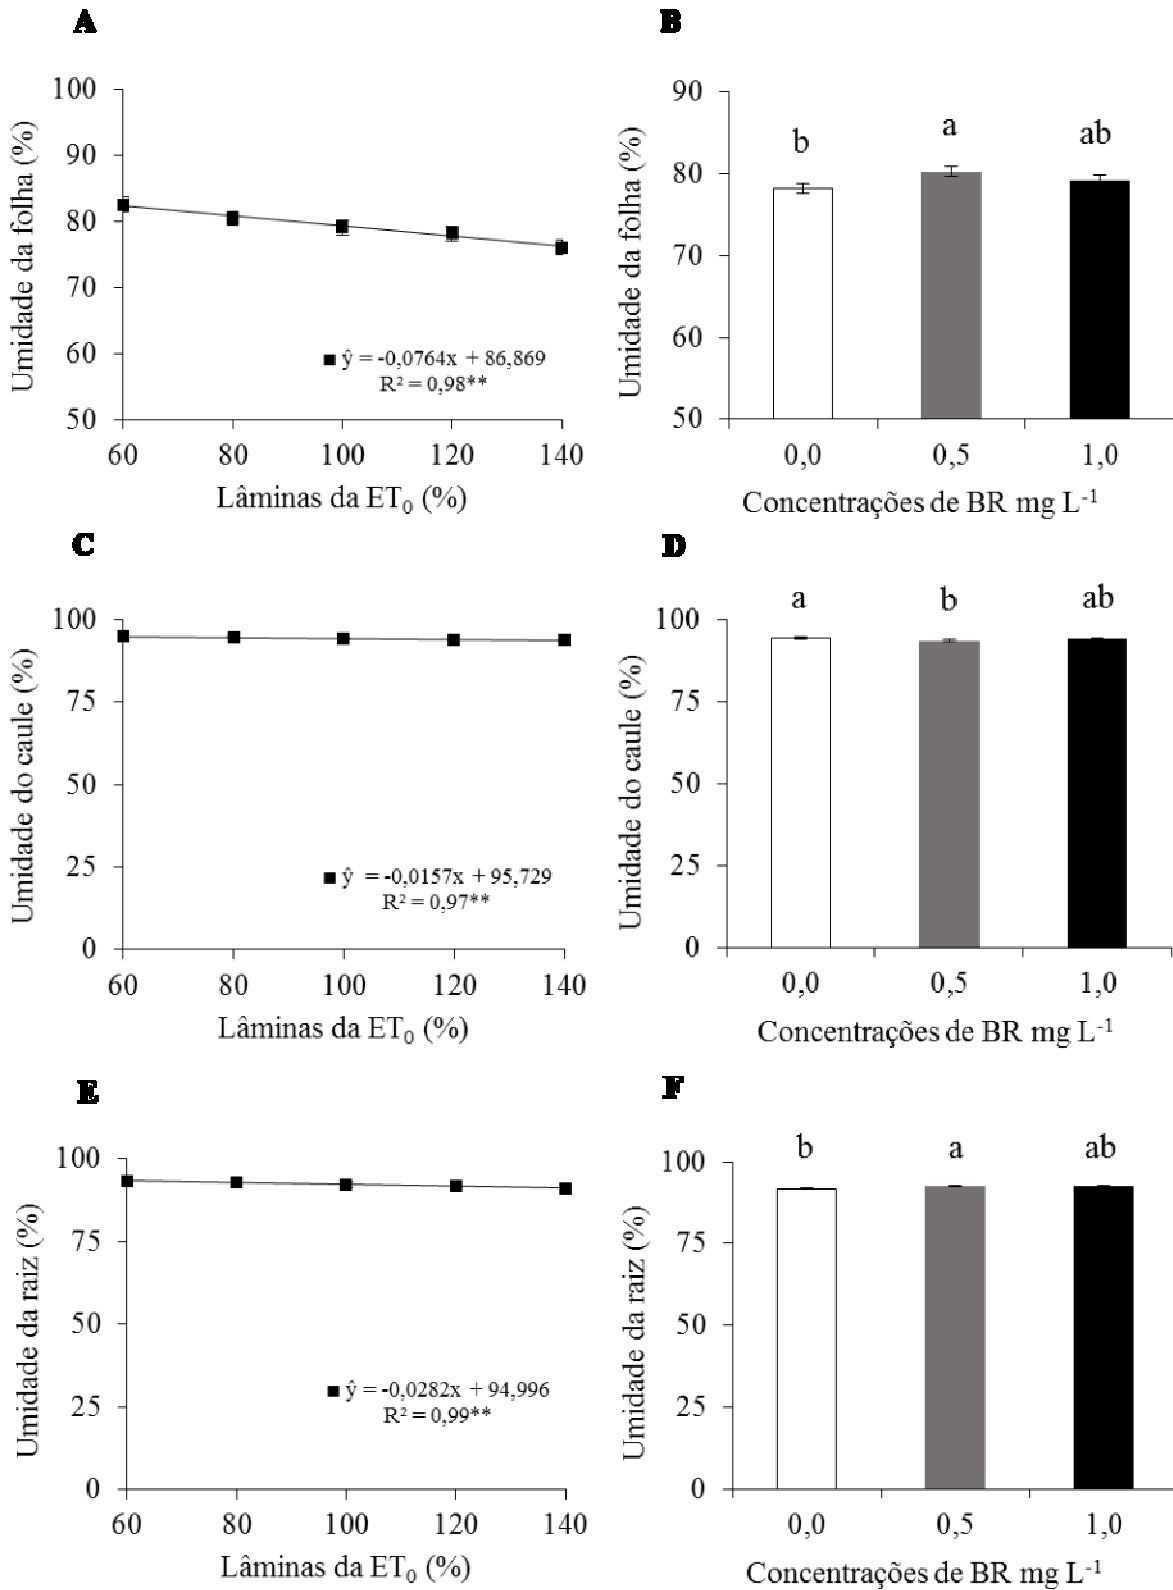 A
100
90
80
70
60
50
Umidade da folha (%)
■ ŷ = -0,0764x + 86,869
R² = 0,98**
60 80 100 120 140
Lâminas da ET₀ (%)
B
90
80
70
60
50
Umidade da folha (%)
b a ab
0,0 0,5 1,0
Concentrações de BR mg L⁻¹
C
100
75
50
25
0
Umidade do caule (%)
■ ŷ = -0,0157x + 95,729
R² = 0,97**
60 80 100 120 140
Lâminas da ET₀ (%)
D
100
75
50
25
0
Umidade do caule (%)
a b ab
0,0 0,5 1,0
Concentrações de BR mg L⁻¹
E
100
75
50
25
0
Umidade da raiz (%)
■ ŷ = -0,0282x + 94,996
R² = 0,99**
60 80 100 120 140
Lâminas da ET₀ (%)
F
100
75
50
25
0
Umidade da raiz (%)
b a ab
0,0 0,5 1,0
Concentrações de BR mg L⁻¹